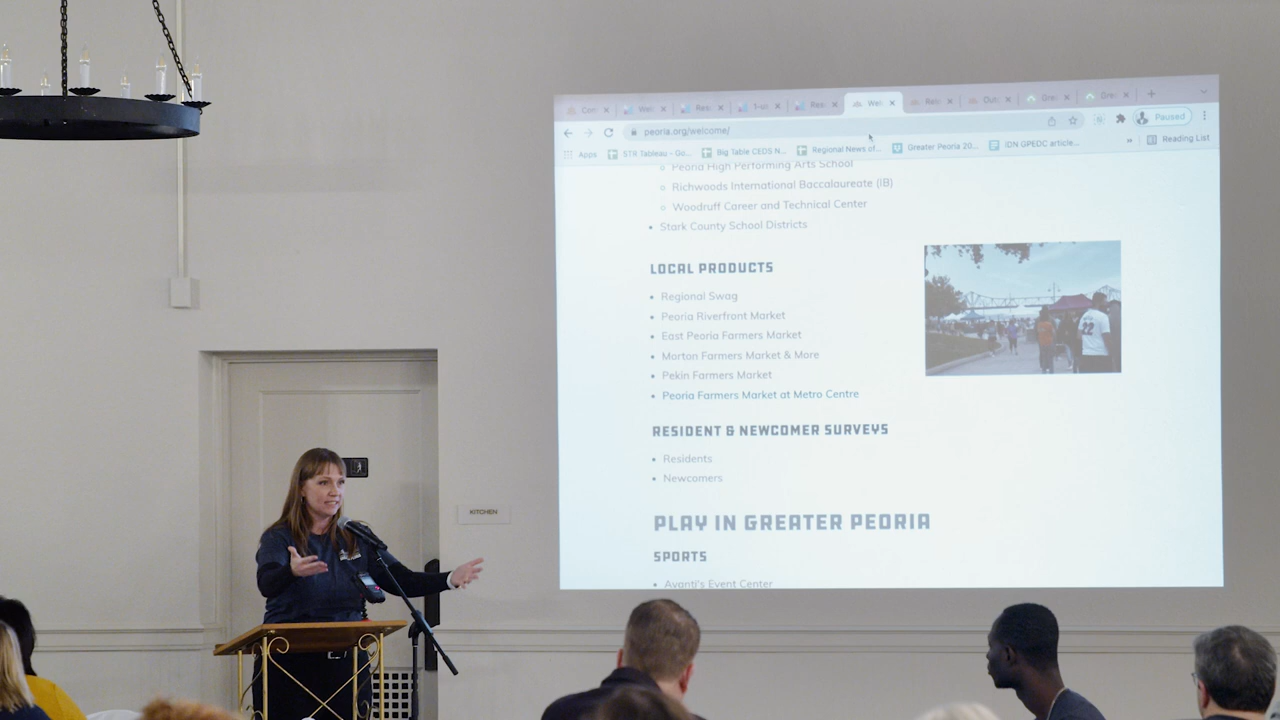 Paused
peoria.org/welcome/
Apps
STR Tableau - Go...
Big Table CEDS N...
Regional News of...
Greater Peoria 20...
IDN GPEDC article...
»
Reading List
Peoria High Performing Arts School
Richwoods International Baccalaureate (IB)
Woodruff Career and Technical Center
Stark County School Districts
LOCAL PRODUCTS
Regional Swag
Peoria Riverfront Market
East Peoria Farmers Market
Morton Farmers Market & More
Pekin Farmers Market
Peoria Farmers Market at Metro Centre
RESIDENT & NEWCOMER SURVEYS
Residents
Newcomers
PLAY IN GREATER PEORIA
SPORTS
Avanti's Event Center
22
KITCHEN